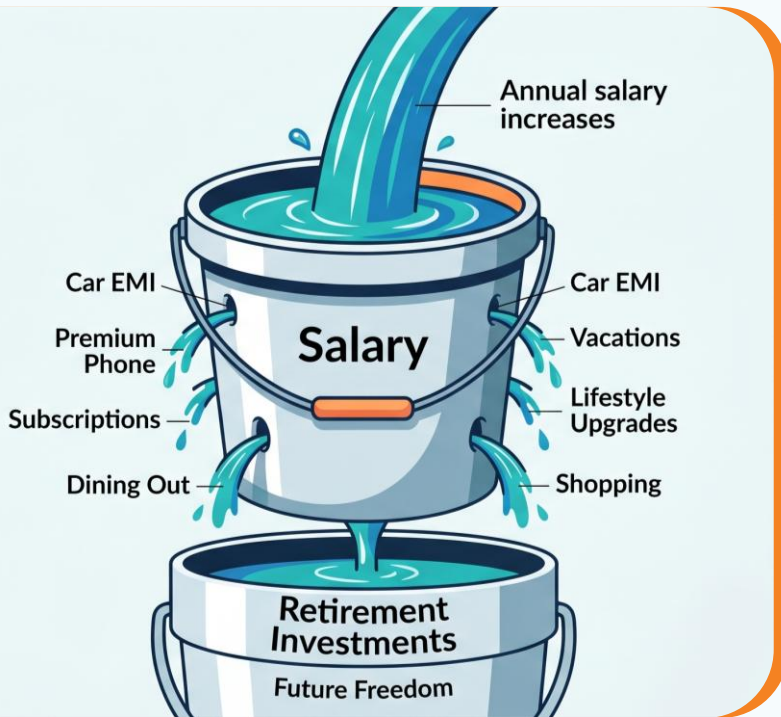 Annual salary
increases
Car EMI
Car EMI
Premium
Phone
Salary
Vacations
Subscriptions
Lifestyle
Upgrades
Dining Out
Shopping
Retirement
Investments
Future Freedom